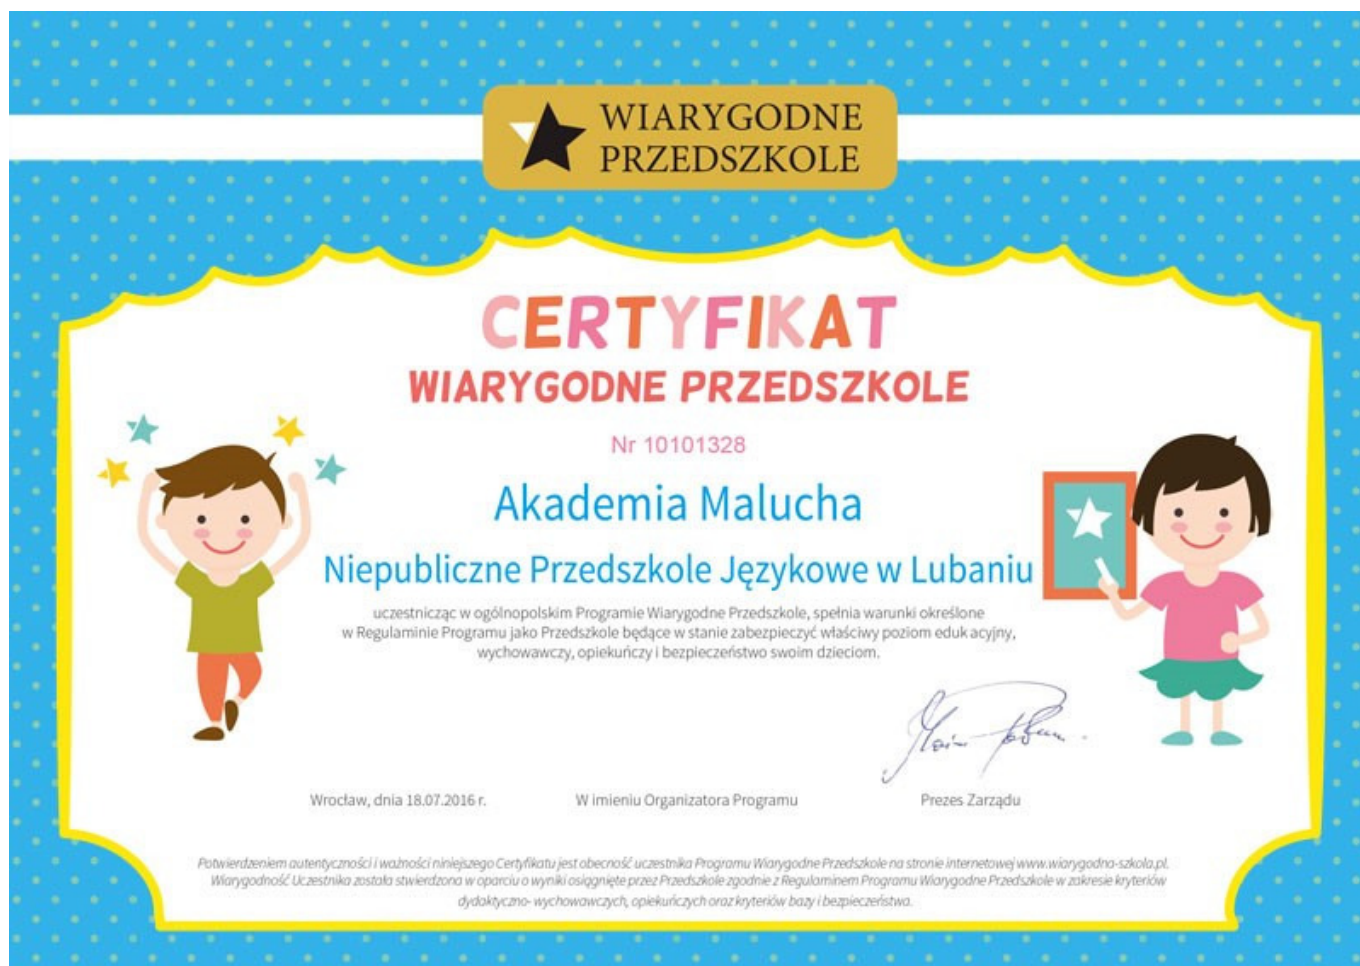 WIARYGODNE
PRZEDSZKOLE
CERTYFIKAT
WIARYGODNE PRZEDSZKOLE
Nr 10101328
Akademia Malucha
Niepubliczne Przedszkole Językowe w Lubaniu
uczestnicząc w ogólnopolskim Programie Wiarygodne Przedszkole, spełnia warunki określone
w Regulaminie Programu jako Przedszkole będące w stanie zabezpieczyć właściwy poziom eduk acyjny,
wychowawczy, opiekuńczy i bezpieczeństwo swoim dzieciom.
Wrocław, dnia 18.07.2016 r.
W imieniu Organizatora Programu
Prezes Zarządu
Potwierdzeniem autentyczności i ważności niniejszego Certyfikatu jest obecność uczestnika Programu Wiarygodne Przedszkole na stronie internetowej www.wiarygodna-szkola.pl.
Wiarygodność Uczestnika została stwierdzona w oparciu o wyniki osiągnięte przez Przedszkole zgodnie z Regulaminem Programu Wiarygodne Przedszkole w zakresie kryteriów
dydaktyczno- wychowawczych, opiekuńczych oraz kryteriów bazy i bezpieczeństwa.